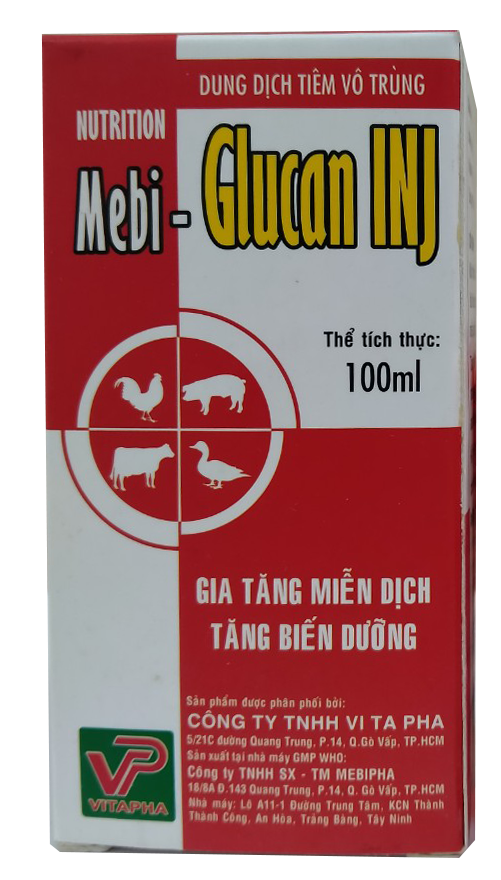 DUNG DỊCH TIÊM VÔ TRÙNG
NUTRITION
Mebi - Glucan INJ
Thể tích thực:
100ml
GIA TĂNG MIỄN DỊCH
TĂNG BIẾN DƯỠNG
Sản phẩm được phân phối bởi:
CÔNG TY TNHH VI TA PHA
5/21C đường Quang Trung, P.14, Q.Gò Vấp, TP.HCM
Sản xuất tại nhà máy GMP WHO:
Công ty TNHH SX - TM MEBIPHA
18/8A Đ.143 Quang Trung, P.14, Q. Gò Vấp, TP.HCM
Nhà máy: Lô A11-1 Đường Trung Tâm, KCN Thành
Thành Công, An Hòa, Trảng Bàng, Tây Ninh
VP
VITAPHA